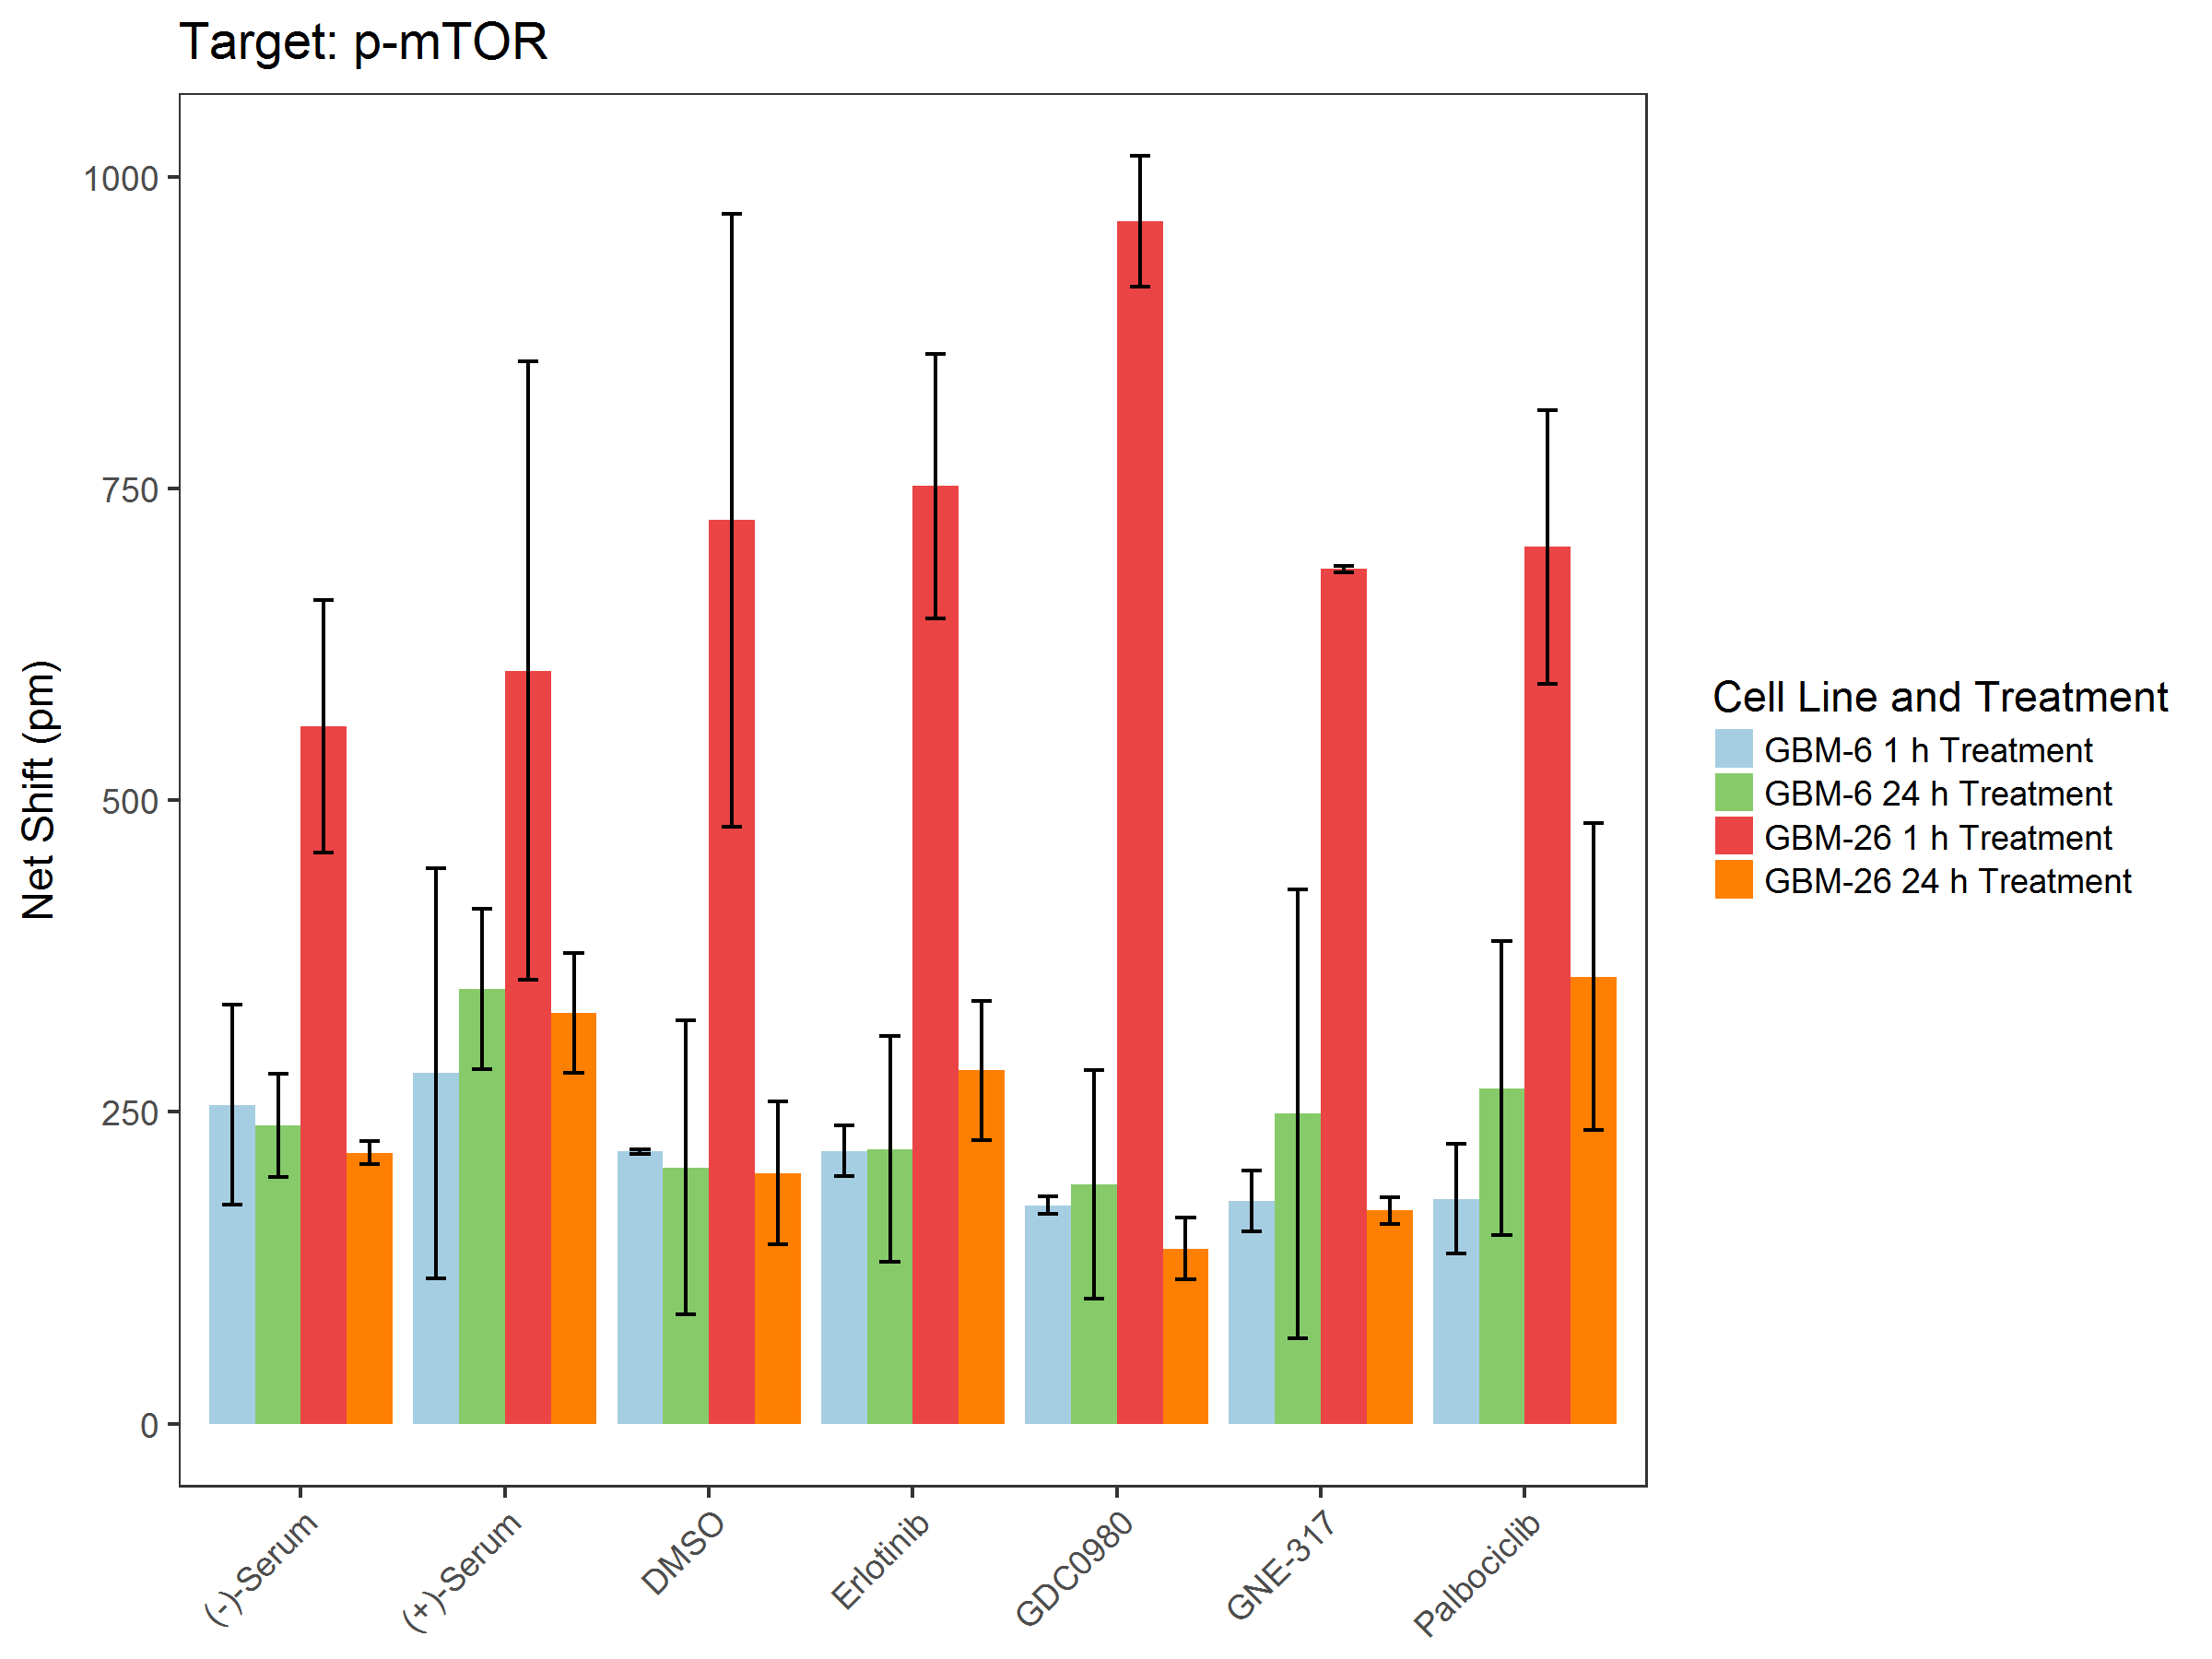 Target: p-mTOR
Net Shift (pm)
1000
750
500
250
0
(-)-Serum
(+)-Serum
DMSO
Erlotinib
GDC0980
GNE-317
Palbociclib
Cell Line and Treatment
GBM-6 1 h Treatment
GBM-6 24 h Treatment
GBM-26 1 h Treatment
GBM-26 24 h Treatment